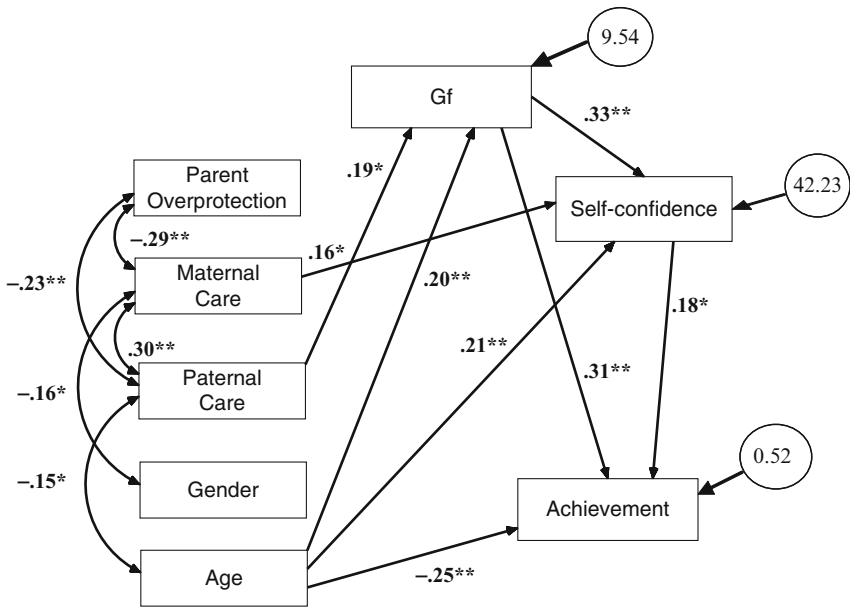 9.54
Gf
.33**
Parent
Overprotection
.19*
42.23
Self-confidence
–.29**
.16*
Maternal
Care
–.23**
.20**
.18*
.30**
.21**
Paternal
Care
.31**
–.16*
0.52
–.15*
Gender
Achievement
Age
–.25**